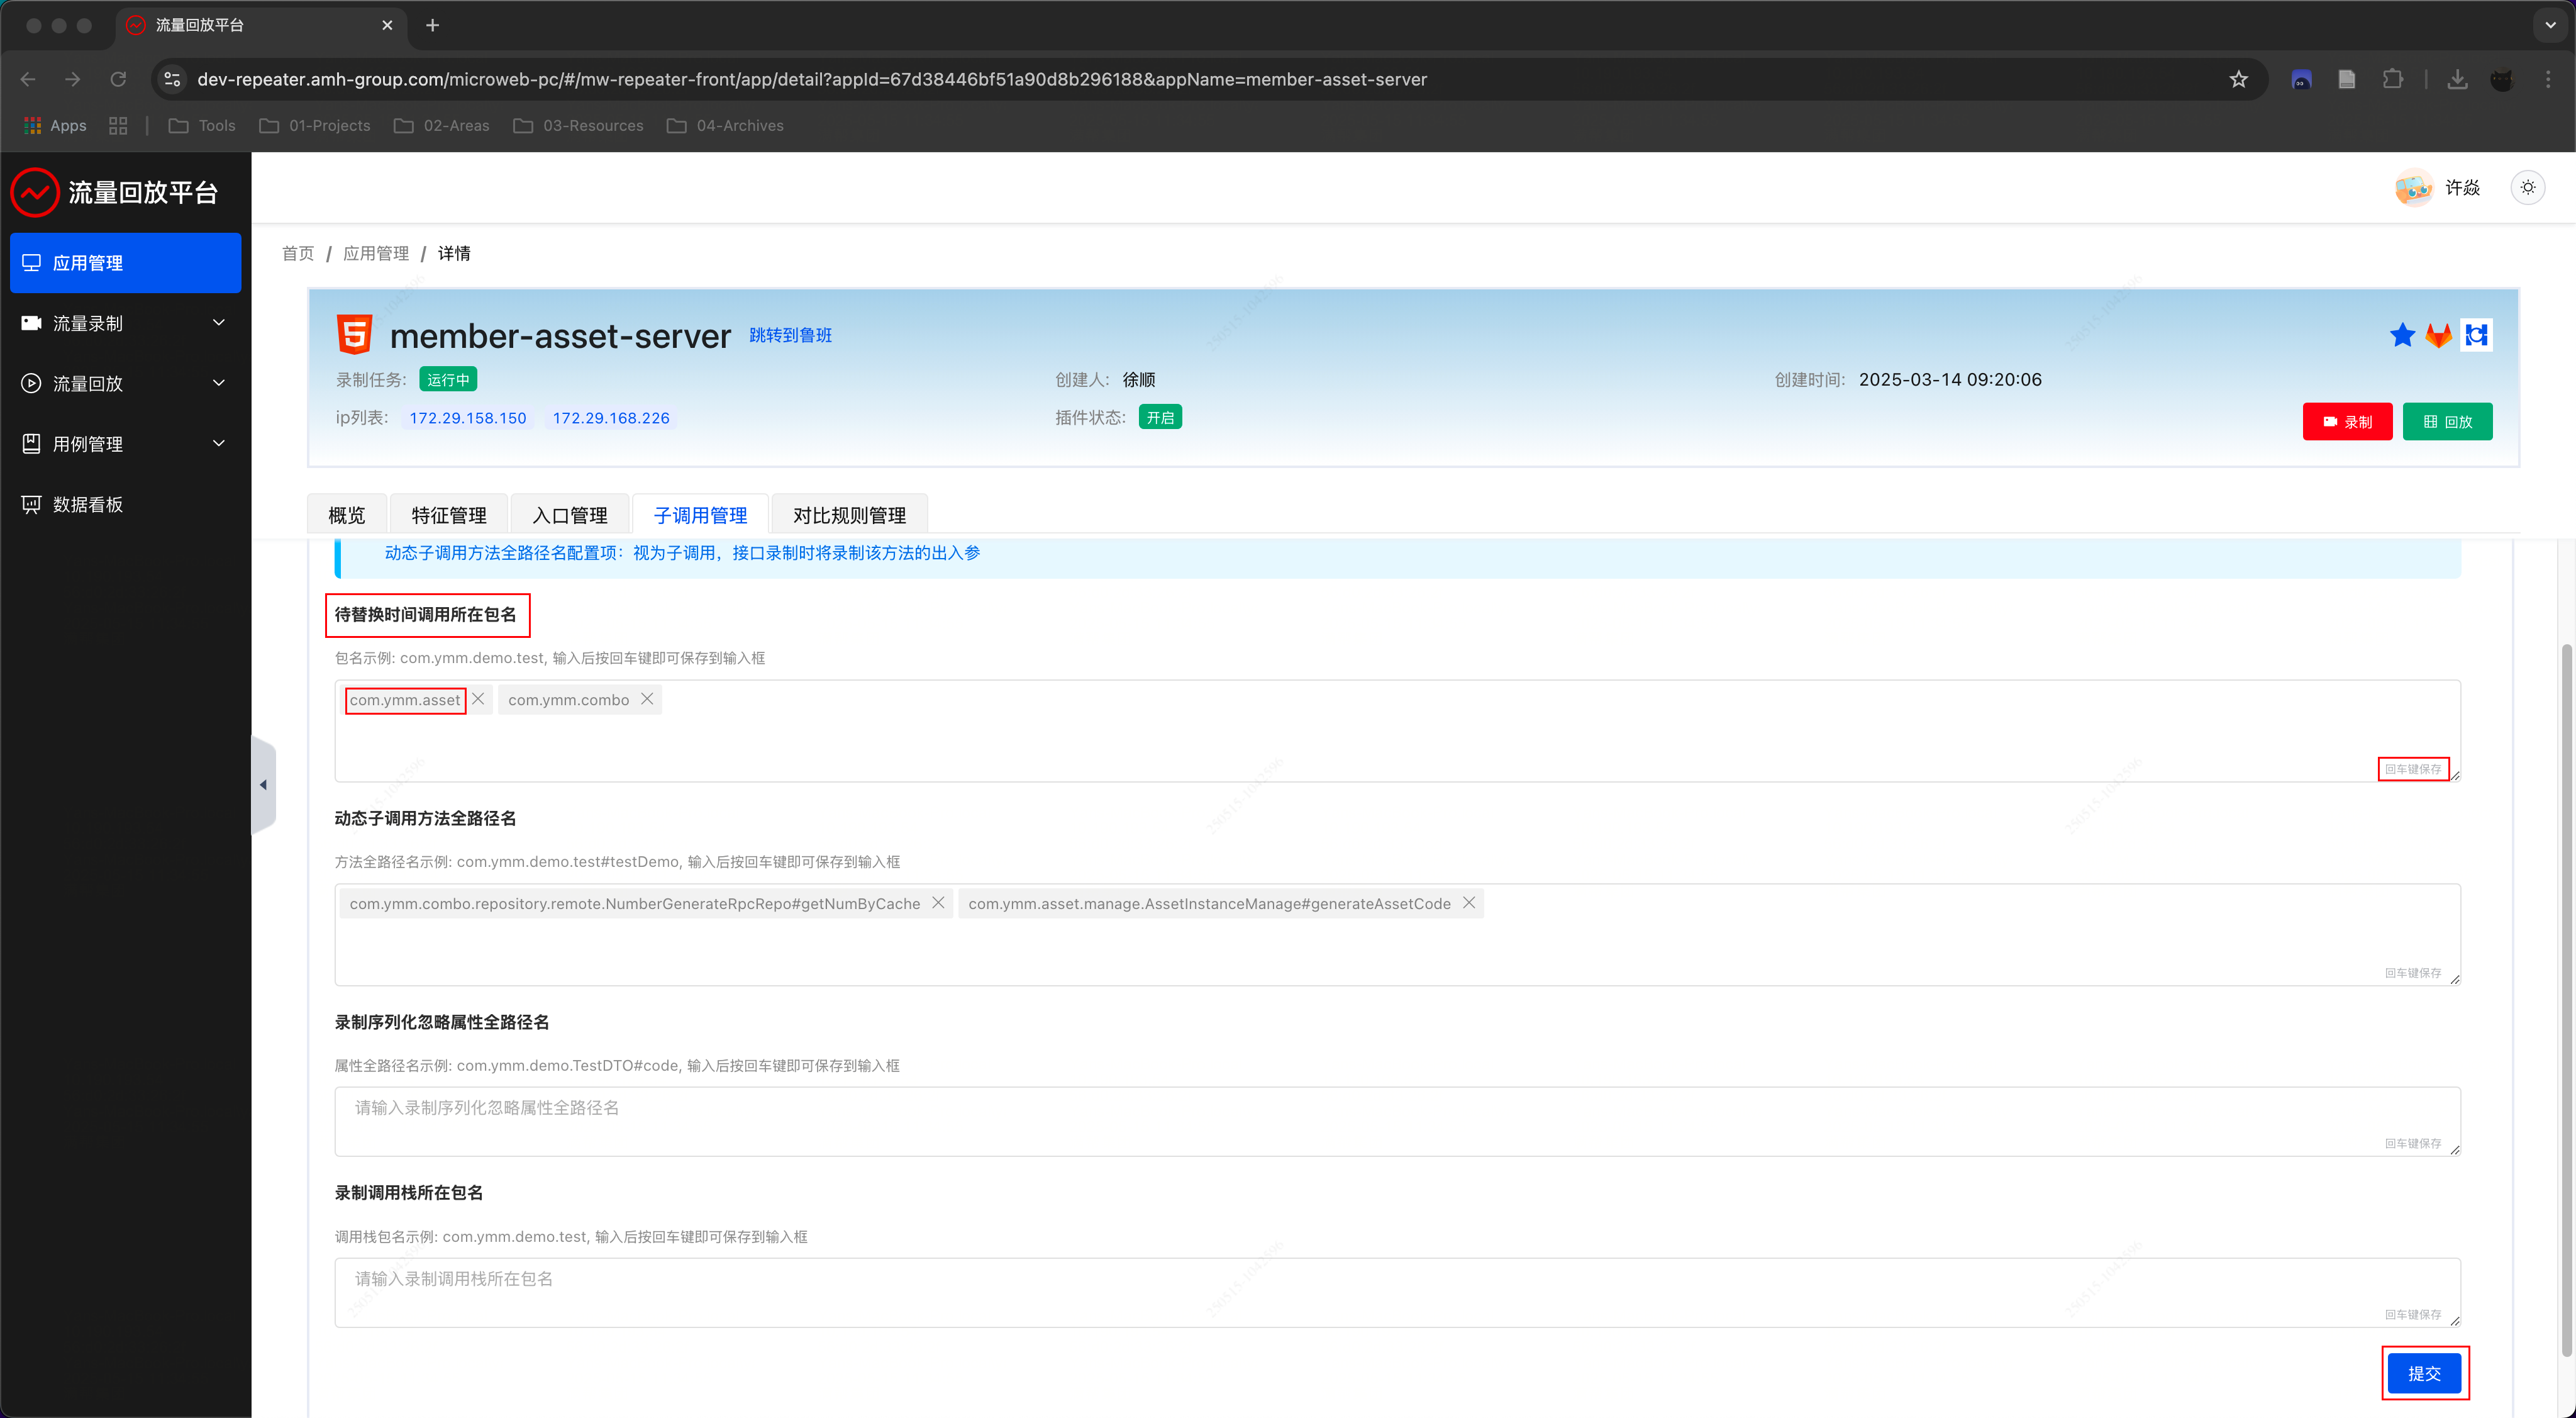 流量回放平台
dev-repeater.amh-group.com/microweb-pc/#/mw-repeater-front/app/detail?appId=67d38446bf51a90d8b296188&appName=member-asset-server
Apps Tools 01-Projects 02-Areas 03-Resources 04-Archives
流量回放平台
许焱
应用管理
流量录制
流量回放
用例管理
数据看板
首页 / 应用管理 / 详情
member-asset-server 跳转到鲁班
录制任务: 运行中 创建人: 徐顺 创建时间: 2025-03-14 09:20:06
ip列表: 172.29.158.150 172.29.168.226 插件状态: 开启
录制 回放
概览 特征管理 入口管理 子调用管理 对比规则管理
动态子调用方法全路径名配置项：视为子调用，接口录制时将录制该方法的出入参
待替换时间调用所在包名
包名示例: com.ymm.demo.test, 输入后按回车键即可保存到输入框
com.ymm.asset com.ymm.combo
回车键保存
动态子调用方法全路径名
方法全路径名示例: com.ymm.demo.test#testDemo, 输入后按回车键即可保存到输入框
com.ymm.combo.repository.remote.NumberGenerateRpcRepo#getNumByCache com.ymm.asset.manage.AssetInstanceManage#generateAssetCode
回车键保存
录制序列化忽略属性全路径名
属性全路径名示例: com.ymm.demo.TestDTO#code, 输入后按回车键即可保存到输入框
请输入录制序列化忽略属性全路径名
回车键保存
录制调用栈所在包名
调用栈包名示例: com.ymm.demo.test, 输入后按回车键即可保存到输入框
请输入录制调用栈所在包名
回车键保存
提交